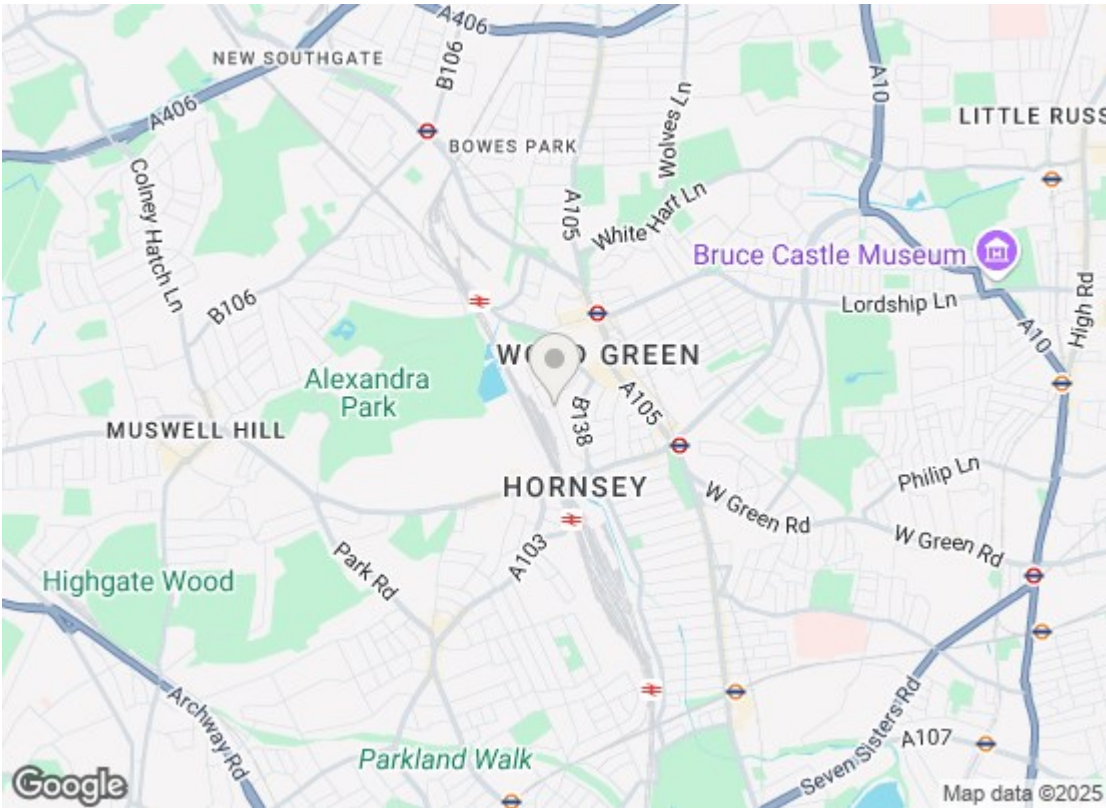 A406
NEW SOUTHGATE
B106
A406
A10
LITTLE RUSS
BOWES PARK
Wolves Ln
Colney Hatch Ln
A105
White Hart Ln
Bruce Castle Museum
B106
Lordship Ln
High Rd
A10
WOOD GREEN
Alexandra
Park
A105
B138
MUSWELL HILL
Philip Ln
HORNSEY
W Green Rd
W Green Rd
A103
Park Rd
Highgate Wood
Archway Rd
Seven Sisters Rd
A107
Parkland Walk
Google
Map data ©2025